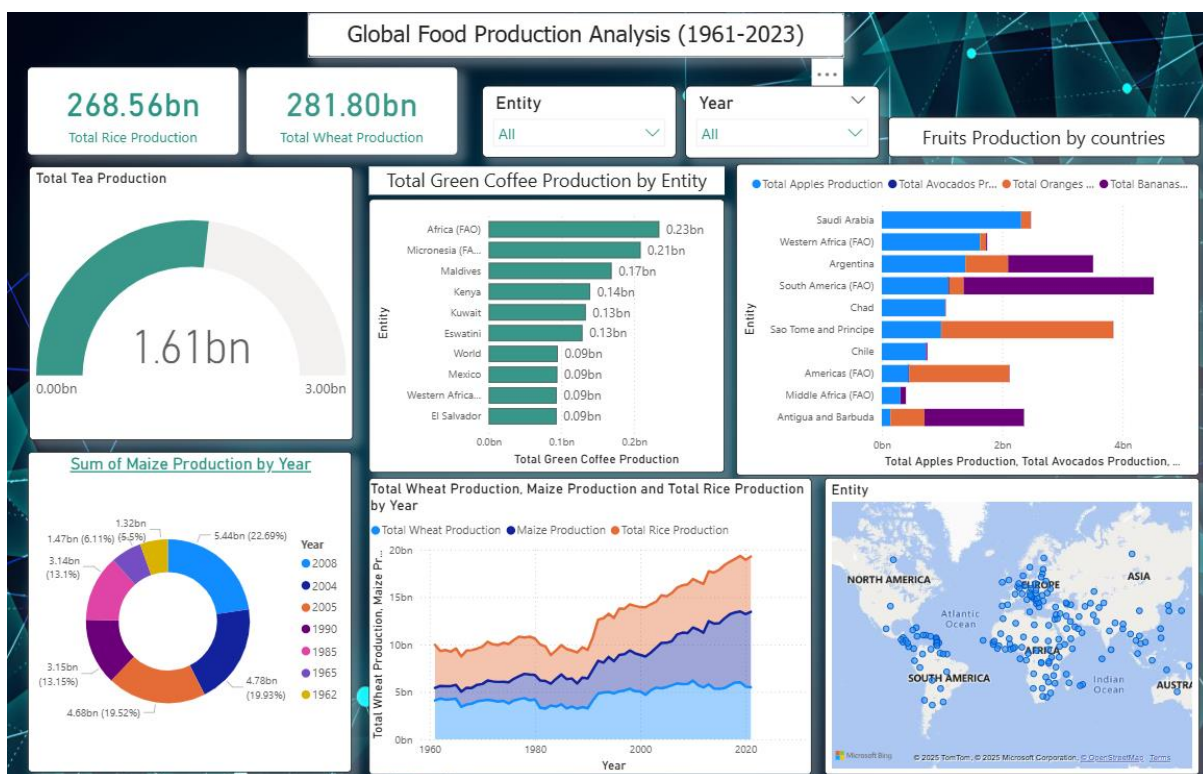 Global Food Production Analysis (1961-2023)
268.56bn
Total Rice Production
281.80bn
Total Wheat Production
Entity
All
Year
All
Fruits Production by countries
Total Tea Production
1.61bn
0.00bn
3.00bn
Total Green Coffee Production by Entity
Entity
Africa (FAO)
0.23bn
Micronesia (FA...
0.21bn
Maldives
0.17bn
Kenya
0.14bn
Kuwait
0.13bn
Eswatini
0.13bn
World
0.09bn
Mexico
0.09bn
Western Africa...
0.09bn
El Salvador
0.09bn
0.0bn 0.1bn 0.2bn
Total Green Coffee Production
Total Apples Production Total Avocados Pr... Total Oranges ... Total Bananas...
Entity
Saudi Arabia
Western Africa (FAO)
Argentina
South America (FAO)
Chad
Sao Tome and Principe
Chile
Americas (FAO)
Middle Africa (FAO)
Antigua and Barbuda
0bn 2bn 4bn
Total Apples Production, Total Avocados Production, ...
Sum of Maize Production by Year
1.32bn
(5.5%)
1.47bn (6.11%)
3.14bn
(13.1%)
3.15bn
(13.15%)
4.68bn (19.52%)
4.78bn
(19.93%)
5.44bn (22.69%)
Year
2008
2004
2005
1990
1985
1965
1962
Total Wheat Production, Maize Production and Total Rice Production
by Year
Total Wheat Production Maize Production Total Rice Production
Total Wheat Production, Maize Pr...
20bn
15bn
10bn
5bn
0bn
1960 1980 2000 2020
Year
Entity
NORTH AMERICA
EUROPE
ASIA
Atlantic
Ocean
AFRICA
SOUTH AMERICA
Indian
Ocean
AUSTRA
Microsoft Bing
© 2025 TomTom, © 2025 Microsoft Corporation, © OpenStreetMap Terms